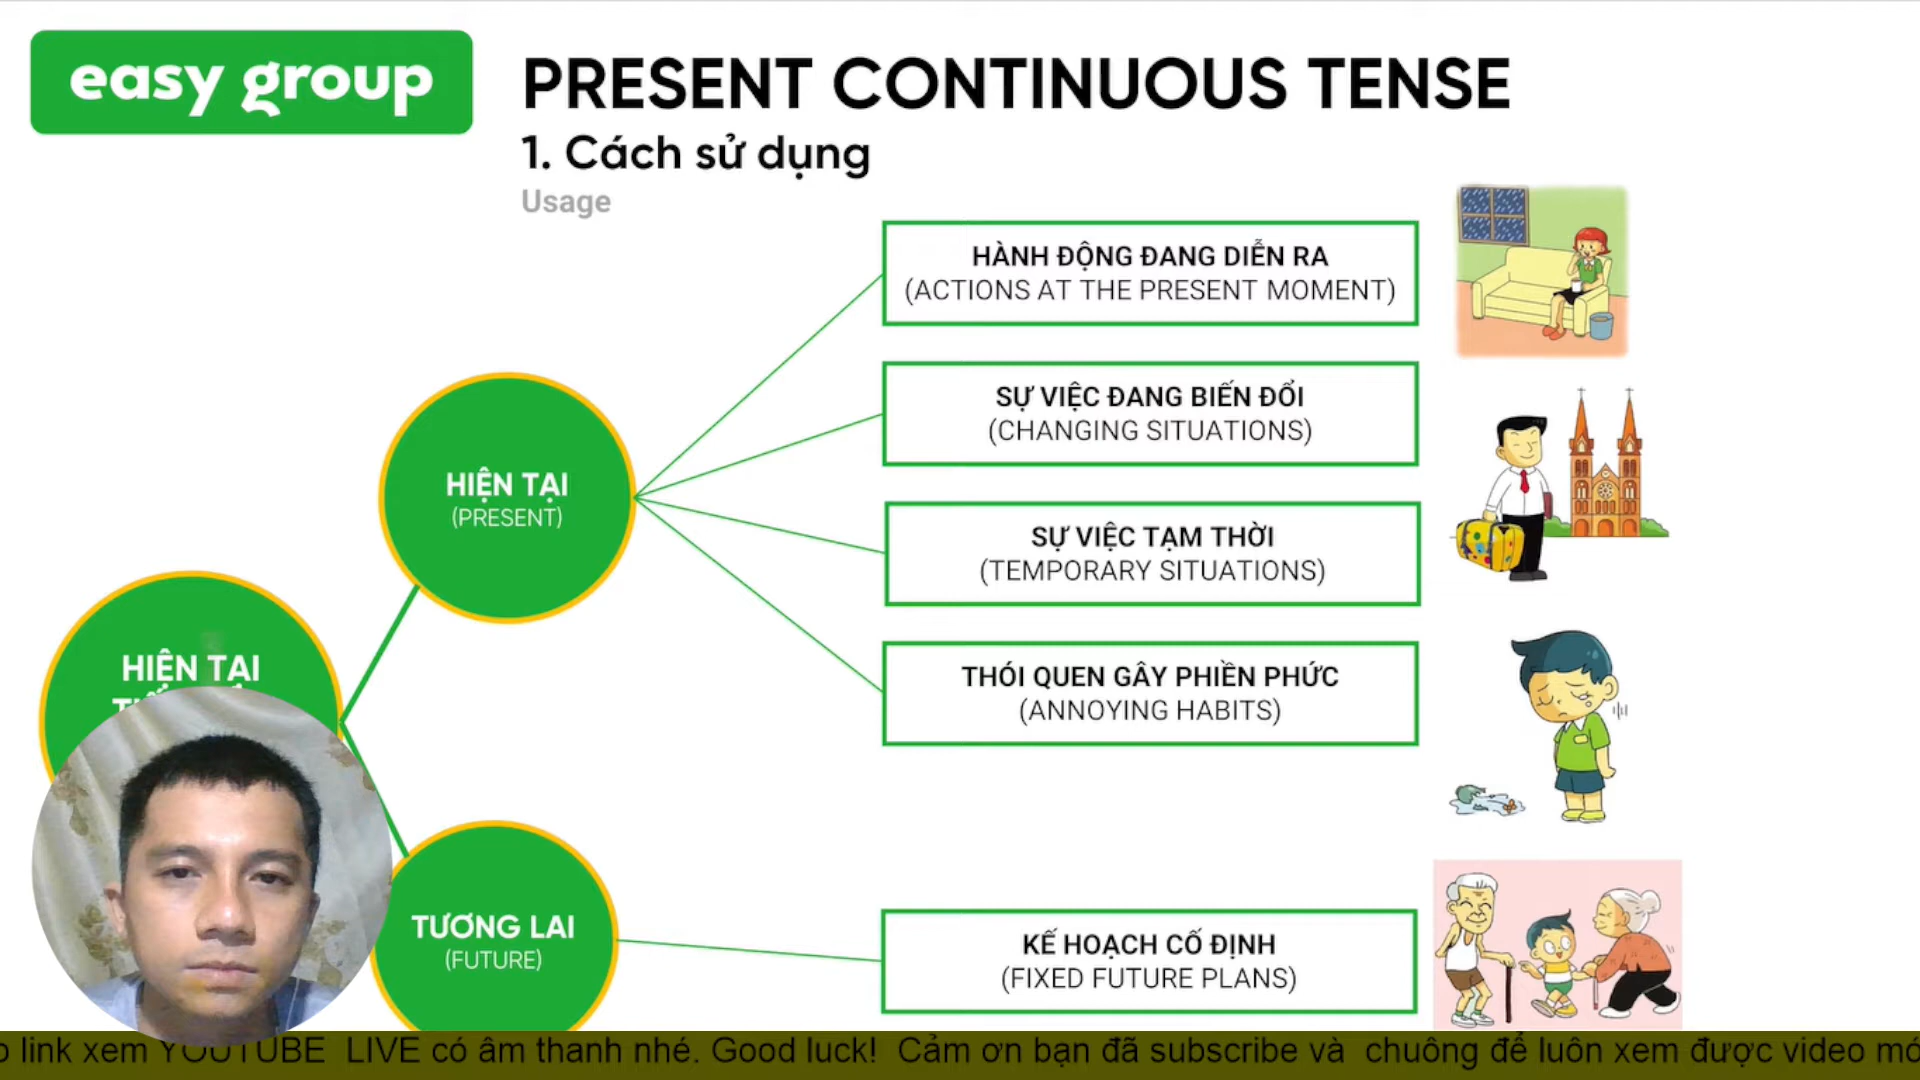 easy group
PRESENT CONTINUOUS TENSE
1. Cách sử dụng
Usage
HÀNH ĐỘNG ĐANG DIỄN RA
(ACTIONS AT THE PRESENT MOMENT)
SỰ VIỆC ĐANG BIẾN ĐỔI
(CHANGING SITUATIONS)
HIỆN TẠI
(PRESENT)
SỰ VIỆC TẠM THỜI
(TEMPORARY SITUATIONS)
HIỆN TẠI
THÓI QUEN GÂY PHIỀN PHỨC
(ANNOYING HABITS)
TƯƠNG LAI
(FUTURE)
KẾ HOẠCH CỐ ĐỊNH
(FIXED FUTURE PLANS)
link xem YOUTUBE LIVE có âm thanh nhé. Good luck! Cảm ơn bạn đã subscribe và chuông để luôn xem được video